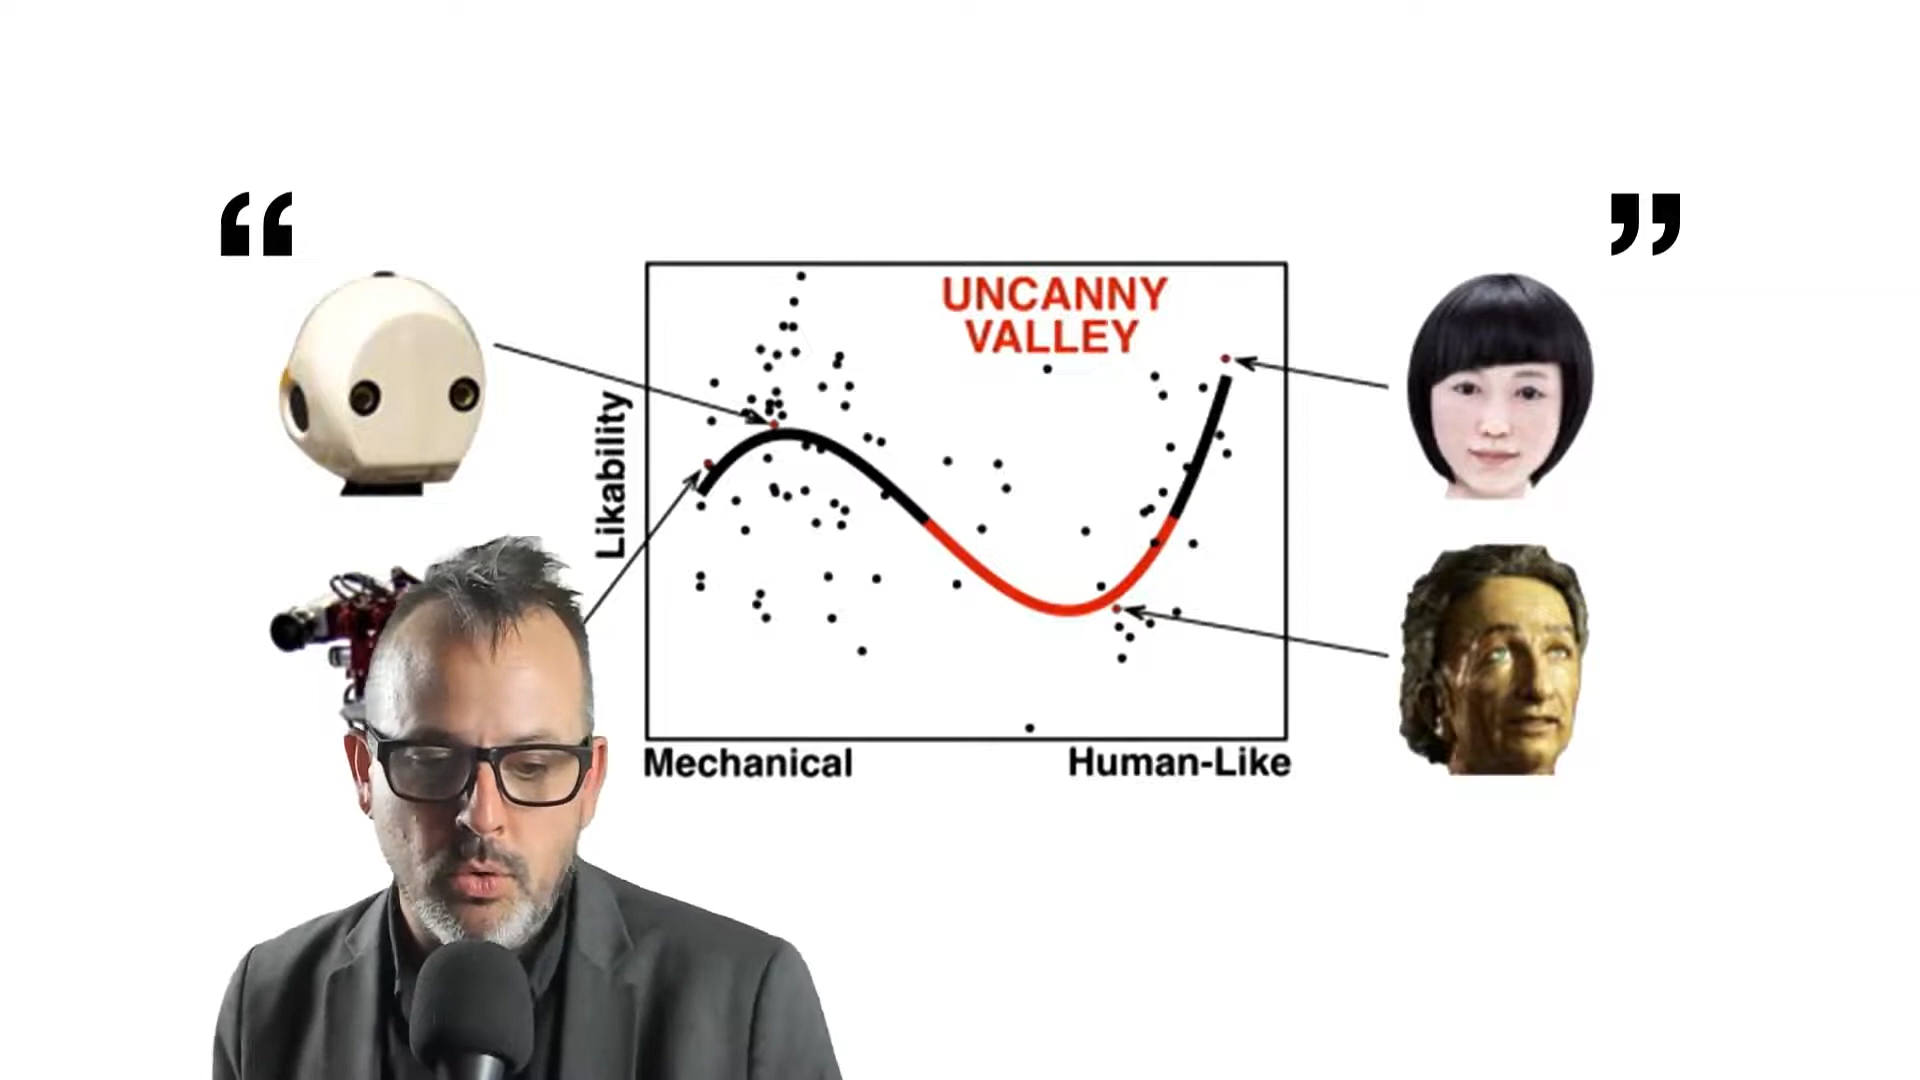 “ ”
UNCANNY
VALLEY
Likability
Mechanical Human-Like